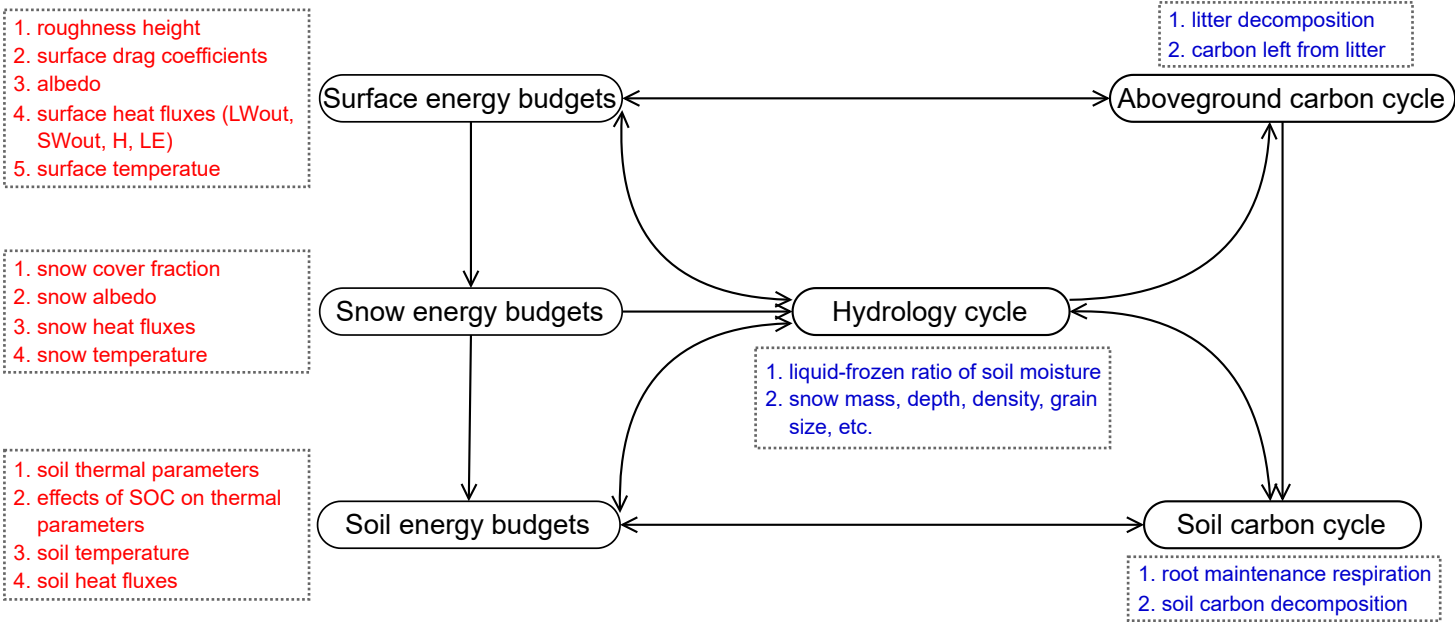 1. roughness height
2. surface drag coefficients
3. albedo
4. surface heat fluxes (LWout,
SWout, H, LE)
5. surface temperatue
Surface energy budgets
1. litter decomposition
2. carbon left from litter
Aboveground carbon cycle
1. snow cover fraction
2. snow albedo
3. snow heat fluxes
4. snow temperature
Snow energy budgets
Hydrology cycle
1. liquid-frozen ratio of soil moisture
2. snow mass, depth, density, grain
size, etc.
1. soil thermal parameters
2. effects of SOC on thermal
parameters
3. soil temperature
4. soil heat fluxes
Soil energy budgets
Soil carbon cycle
1. root maintenance respiration
2. soil carbon decomposition